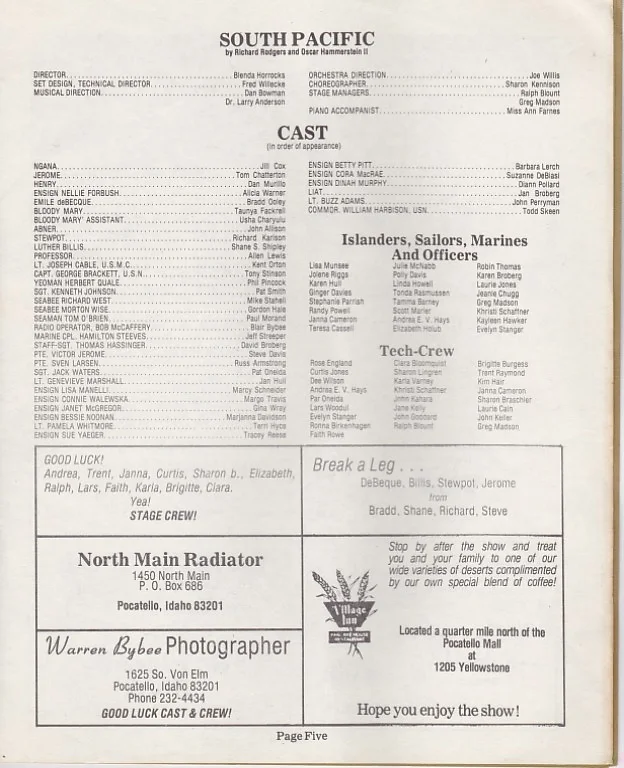 SOUTH PACIFIC
by Richard Rodgers and Oscar Hammerstein II
DIRECTOR Blenda Horrocks
SET DESIGN, TECHNICAL DIRECTOR Fred Willecke
MUSICAL DIRECTION Dan Bowman
Dr. Larry Anderson
ORCHESTRA DIRECTION Joe Willis
CHOREOGRAPHER Sharon Kennison
STAGE MANAGERS Ralph Blount
Greg Madson
PIANO ACCOMPANIST Miss Ann Farnes
CAST
(in order of appearance)
NGANA Jill Cox
JEROME Tom Chatterton
HENRY Dan Murillo
ENSIGN NELLIE FORBUSH Alicia Warner
EMILE deBECQUE Bradd Ooley
BLOODY MARY Taunya Fackrell
BLOODY MARY' ASSISTANT Usha Charyulu
ABNER John Allison
STEWPOT Richard Karlson
LUTHER BILLIS Shane S. Shipley
PROFESSOR Allen Lewis
LT. JOSEPH CABLE, U.S.M.C. Kent Orton
CAPT. GEORGE BRACKETT, U.S.N Tony Stinson
YEOMAN HERBERT QUALE Phil Pincock
SGT. KENNETH JOHNSON Pat Smith
SEABEE RICHARD WEST Mike Stahell
SEABEE MORTON WISE Gordon Hale
SEAMAN TOM O'BRIEN Paul Morand
RADIO OPERATOR, BOB McCAFFERY Blair Bybee
MARINE CPL. HAMILTON STEEVES Jeff Streeper
STAFF-SGT. THOMAS HASSINGER David Broberg
PTE. VICTOR JEROME Steve Davis
PTE. SVEN LARSEN Russ Armstrong
SGT. JACK WATERS Pat Oneida
LT. GENEVIEVE MARSHALL Jan Hull
ENSIGN LISA MANELLI Marcy Schneider
ENSIGN CONNIE WALEWSKA Margo Travis
ENSIGN JANET McGREGOR Gina Wray
ENSIGN BESSIE NOONAN Marjanna Davidson
LT. PAMELA WHITMORE Terri Hyce
ENSIGN SUE YAEGER Tracey Reese
ENSIGN BETTY PITT Barbara Lerch
ENSIGN CORA MacRAE Suzanne DeBiasi
ENSIGN DINAH MURPHY Diann Pollard
LIAT Jan Broberg
LT. BUZZ ADAMS John Perryman
COMMDR. WILLIAM HARBISON, USN Todd Skeen
Islanders, Sailors, Marines
And Officers
Lisa Munsee Julie McNabb Robin Thomas
Jolene Riggs Polly Davis Karen Broberg
Karen Hull Linda Howell Laurie Jones
Ginger Davies Tonda Rasmussen Jeanie Chugg
Stephanie Parrish Tammra Barney Greg Madson
Randy Powell Scott Marler Khristi Schaffner
Janna Cameron Andrea E. V. Hays Kayleen Hawker
Teresa Cassell Elizabeth Holub Evelyn Stanger
Tech-Crew
Rose England Ciara Bloomquist Brigitte Burgess
Curtis Jones Sharon Lingren Trent Raymond
Dee Wilson Karla Varney Kim Hair
Andrea E. V. Hays Khristi Schaffner Janna Cameron
Par Oneida John Kahara Sharon Braschler
Lars Woodul Jane Kelly Laurie Cain
Evelyn Stanger John Goddard John Keller
Ronna Birkenhagen Ralph Blount Greg Madson
Faith Rowe
GOOD LUCK!
Andrea, Trent, Janna, Curtis, Sharon b., Elizabeth,
Ralph, Lars, Faith, Karla, Brigitte, Ciara.
Yea!
STAGE CREW!
Break a Leg . . .
DeBeque, Billis, Stewpot, Jerome
from
Bradd, Shane, Richard, Steve
North Main Radiator
1450 North Main
P. O. Box 686
Pocatello, Idaho 83201
Warren Bybee Photographer
1625 So. Von Elm
Pocatello, Idaho 83201
Phone 232-4434
GOOD LUCK CAST & CREW!
Stop by after the show and treat
you and your family to one of our
wide varieties of deserts complimented
by our own special blend of coffee!
Village
Inn
PANCAKE HOUSE
RESTAURANT
Located a quarter mile north of the
Pocatello Mall
at
1205 Yellowstone
Hope you enjoy the show!
Page Five